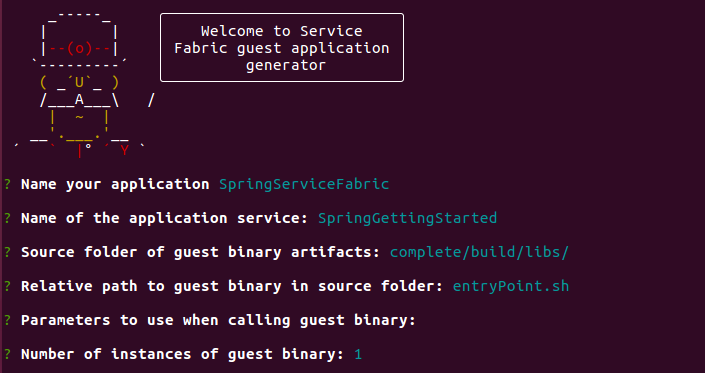 Welcome to Service
Fabric guest application
generator
? Name your application SpringServiceFabric
? Name of the application service: SpringGettingStarted
? Source folder of guest binary artifacts: complete/build/libs/
? Relative path to guest binary in source folder: entryPoint.sh
? Parameters to use when calling guest binary:
? Number of instances of guest binary: 1